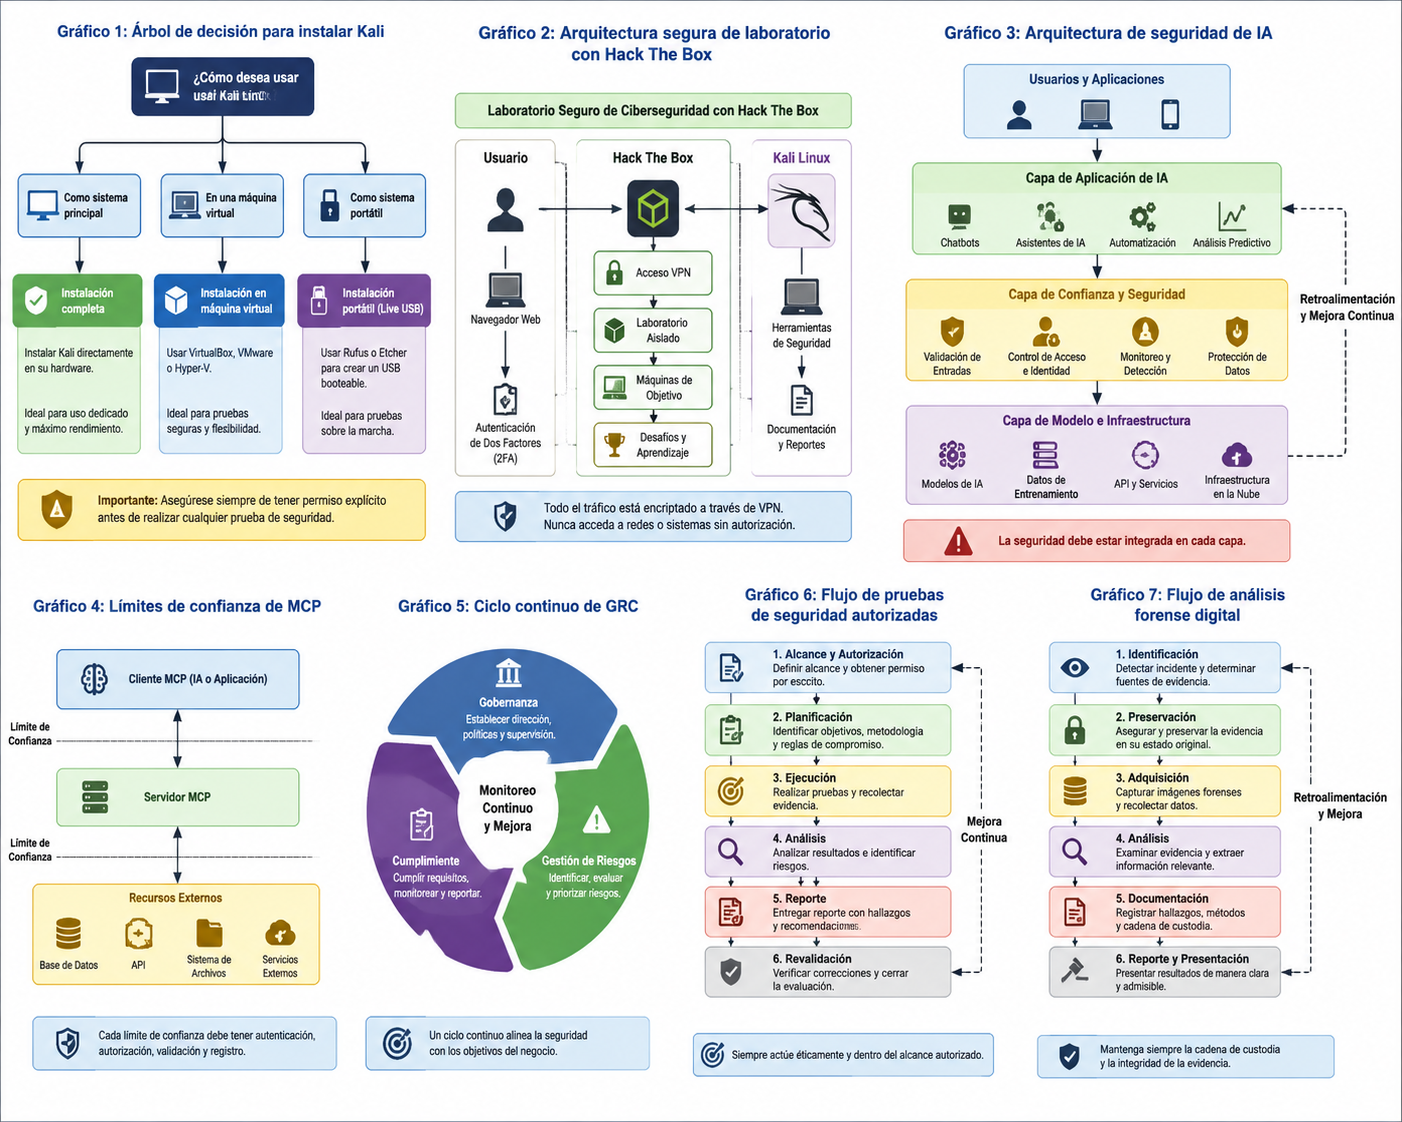 Gráfico 1: Árbol de decisión para instalar Kali
¿Cómo desea usar
usar Kali
Como sistema
principal
En una máquina
virtual
Como sistema
portátil
Instalación
completa
Instalación en
máquina virtual
Instalación
portátil (Live USB)
Instalar Kali directamente
en su hardware.
Ideal para uso dedicado
y máximo rendimiento.
Usar VirtualBox, VMware
o Hyper-V.
Ideal para pruebas
seguras y flexibilidad.
Usar Rufus o Etcher
para crear un USB
booteable.
Ideal para pruebas
sobre la marcha.
Importante: Asegúrese siempre de tener permiso explícito
antes de realizar cualquier prueba de seguridad.
Gráfico 2: Arquitectura segura de laboratorio
con Hack The Box
Laboratorio Seguro de Ciberseguridad con Hack The Box
Usuario
Navegador Web
Autenticación
de Dos Factores
(2FA)
Hack The Box
Acceso VPN
Laboratorio
Aislado
Máquinas de
Objetivo
Desafíos y
Aprendizaje
Kali Linux
Herramientas
de Seguridad
Documentación
y Reportes
Todo el tráfico está encriptado a través de VPN.
Nunca acceda a redes o sistemas sin autorización.
Gráfico 3: Arquitectura de seguridad de IA
Usuarios y Aplicaciones
Capa de Aplicación de IA
Chatbots
Asistentes de IA
Automatización
Análisis Predictivo
Capa de Confianza y Seguridad
Validación de
Entradas
Control de Acceso
e Identidad
Monitoreo y
Detección
Protección de
Datos
Capa de Modelo e Infraestructura
Modelos de IA
Datos de
Entrenamiento
API y Servicios
Infraestructura
en la Nube
Retroalimentación
y Mejora Continua
La seguridad debe estar integrada en cada capa.
Gráfico 4: Límites de confianza de MCP
Cliente MCP (IA o Aplicación)
Límite de
Confianza
Servidor MCP
Límite de
Confianza
Recursos Externos
Base de Datos
API
Sistema de
Archivos
Servicios
Externos
Cada límite de confianza debe tener autenticación,
autorización, validación y registro.
Gráfico 5: Ciclo continuo de GRC
Gobernanza
Establecer dirección,
políticas y supervisión.
Monitoreo
Continuo
y Mejora
Cumplimiente
Cumplir requisitos,
monitorear y reportar.
Gestión de Riesgos
Identificar, evaluar
y priorizar riesgos.
Un ciclo continuo alinea la seguridad
con los objetivos del negocio.
Gráfico 6: Flujo de pruebas
de seguridad autorizadas
1. Alcance y Autorización
Definir alcance y obtener permiso
por esccito.
2. Planificación
Identificar objetivos, metodologia
y reglas de compromiso.
3. Ejecución
Realizar pruebas y recolectar
evidencia.
4. Análisis
Analizar resultados e identificar
riesgos.
5. Reporte
Entregar reporte con hallazgos
y recomendaciones.
6. Revalidación
Verificar correcciones y cerrar
la evaluación.
Mejora
Continua
Siempre actúe éticamente y dentro del alcance autorizado.
Gráfico 7: Flujo de análisis
forense digital
1. Identificación
Detectar incidente y determinar
fuentes de evidencia.
2. Preservación
Asegurar y preservar la evidencia
en su estado original.
3. Adquisición
Capturar imágenes forenses
y recolectar datos.
4. Análisis
Examinar evidencia y extraer
información relevante.
5. Documentación
Registrar hallazgos, métodos
y cadena de custodia.
6. Reporte y Presentación
Presentar resultados de manera clara
y admisible.
Retroalimentación
y Mejora
Mantenga siempre la cadena de custodia
y la integridad de la evidencia.